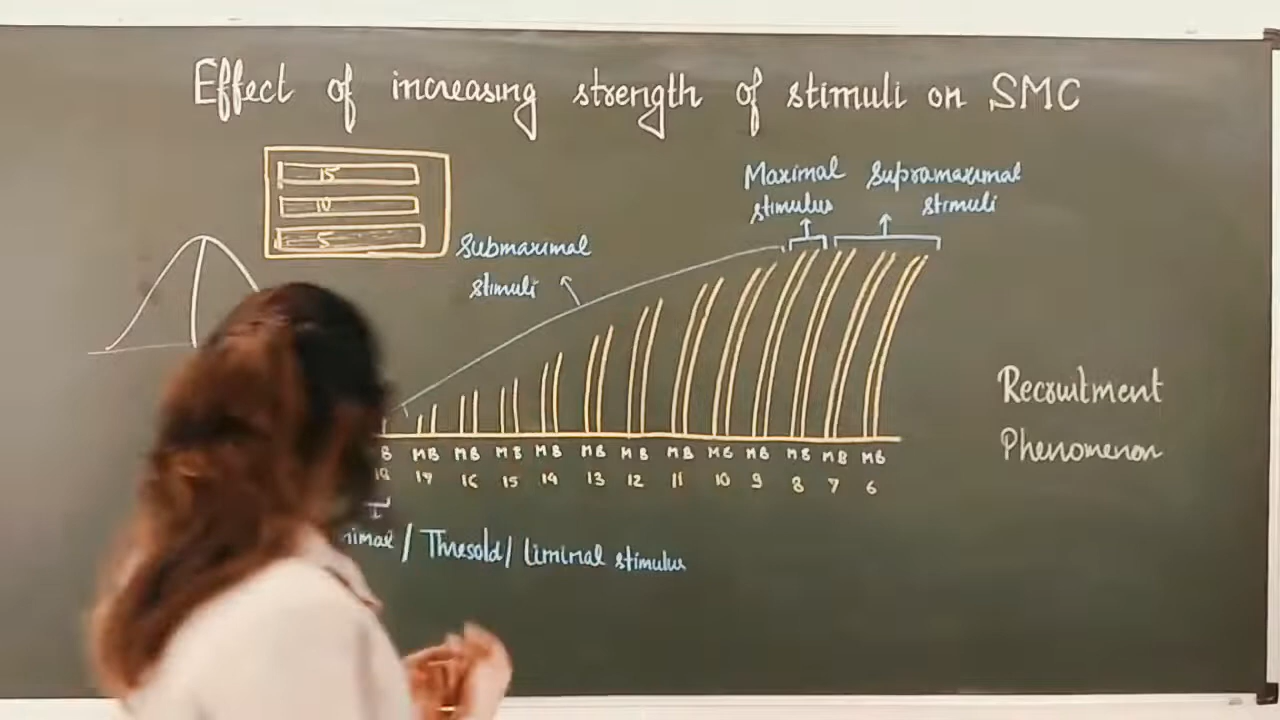 Effect of increasing strength of stimuli on SMC
15
10
5
Maximal
stimulus
Supramaximal
stimuli
Submaximal
stimuli
Recruitment
Phenomenon
B MB MB MB MB MB MB MB MB MB MB MB MB
18 17 16 15 14 13 12 11 10 9 8 7 6
nimal / Thresold / liminal stimulus